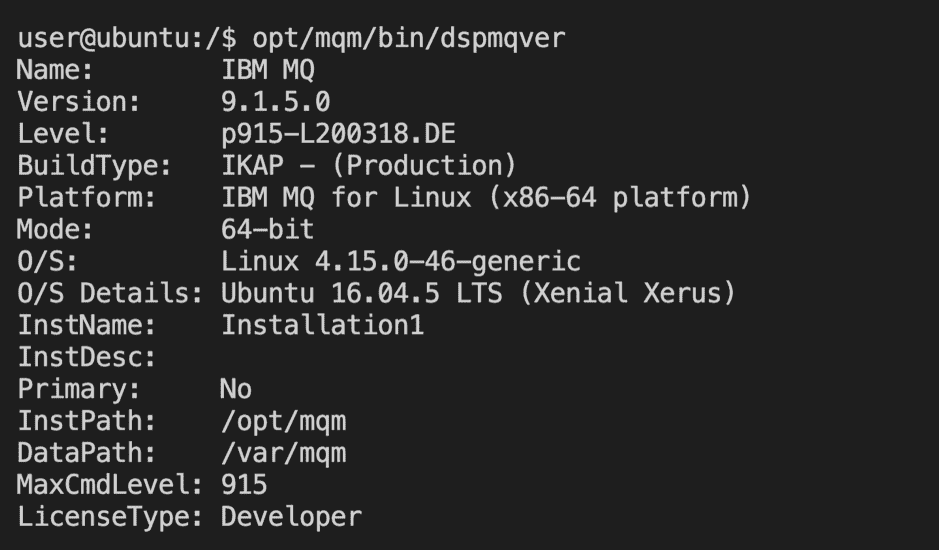 user@ubuntu:/$ opt/mqm/bin/dspmqver
Name:        IBM MQ
Version:     9.1.5.0
Level:       p915-L200318.DE
BuildType:   IKAP - (Production)
Platform:    IBM MQ for Linux (x86-64 platform)
Mode:        64-bit
O/S:         Linux 4.15.0-46-generic
O/S Details: Ubuntu 16.04.5 LTS (Xenial Xerus)
InstName:    Installation1
InstDesc:
Primary:     No
InstPath:    /opt/mqm
DataPath:    /var/mqm
MaxCmdLevel: 915
LicenseType: Developer